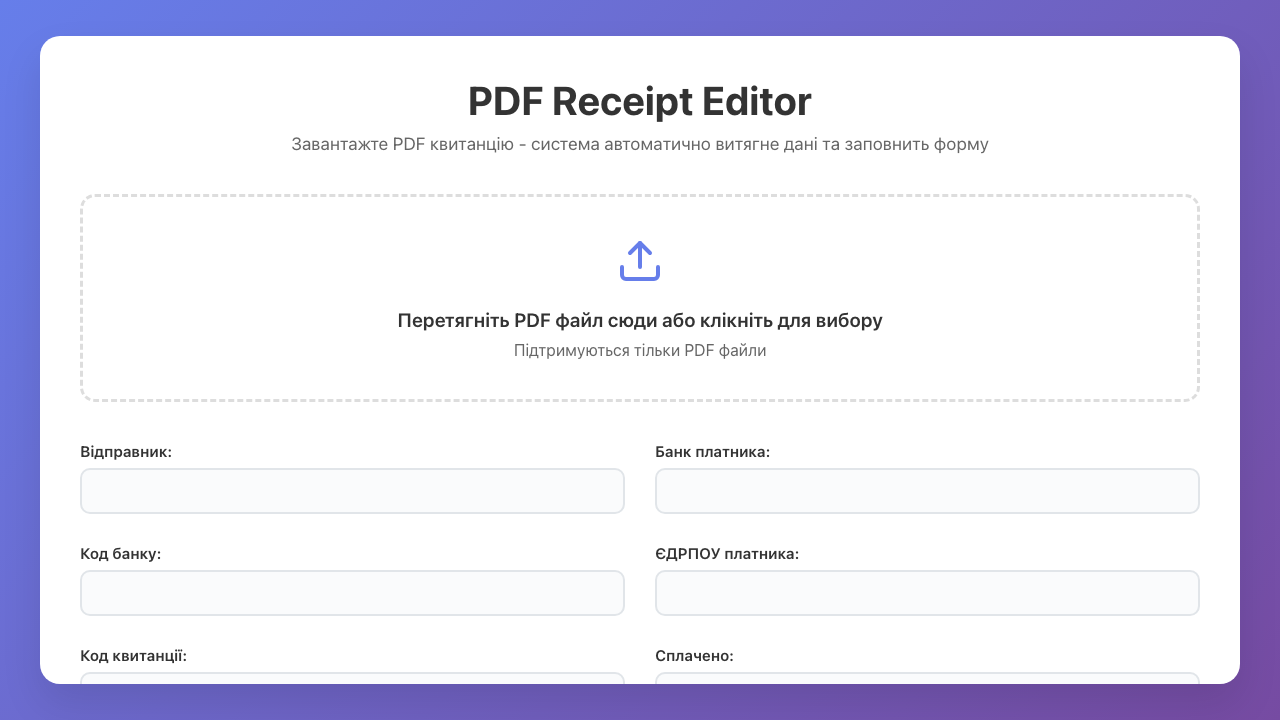 PDF Receipt Editor
Завантажте PDF квитанцію - система автоматично витягне дані та заповнить форму
Перетягніть PDF файл сюди або клікніть для вибору
Підтримуються тільки PDF файли
Відправник:
Банк платника:
Код банку:
ЄДРПОУ платника:
Код квитанції:
Сплачено: